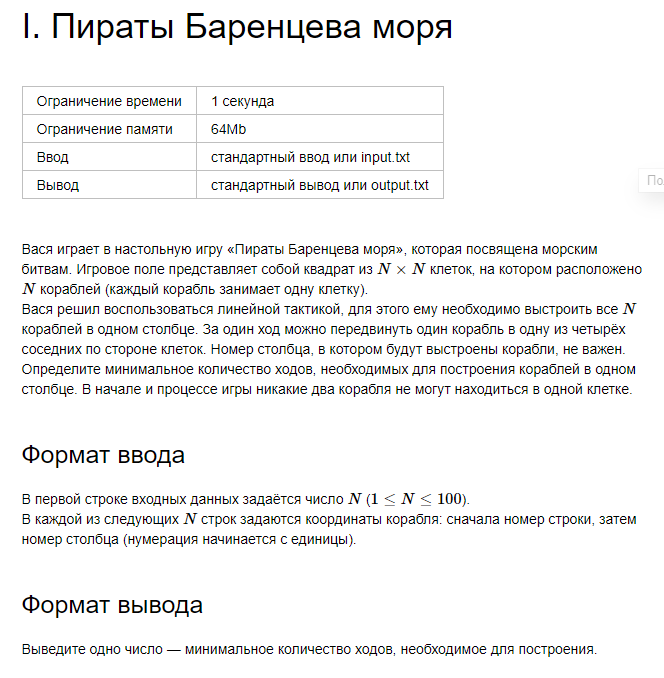 I. Пираты Баренцева моря
Ограничение времени 1 секунда
Ограничение памяти 64Mb
Ввод стандартный ввод или input.txt
Вывод стандартный вывод или output.txt
По
Вася играет в настольную игру «Пираты Баренцева моря», которая посвящена морским
битвам. Игровое поле представляет собой квадрат из N × N клеток, на котором расположено
N кораблей (каждый корабль занимает одну клетку).
Вася решил воспользоваться линейной тактикой, для этого ему необходимо выстроить все N
кораблей в одном столбце. За один ход можно передвинуть один корабль в одну из четырёх
соседних по стороне клеток. Номер столбца, в котором будут выстроены корабли, не важен.
Определите минимальное количество ходов, необходимых для построения кораблей в одном
столбце. В начале и процессе игры никакие два корабля не могут находиться в одной клетке.
Формат ввода
В первой строке входных данных задаётся число N (1 ≤ N ≤ 100).
В каждой из следующих N строк задаются координаты корабля: сначала номер строки, затем
номер столбца (нумерация начинается с единицы).
Формат вывода
Выведите одно число — минимальное количество ходов, необходимое для построения.